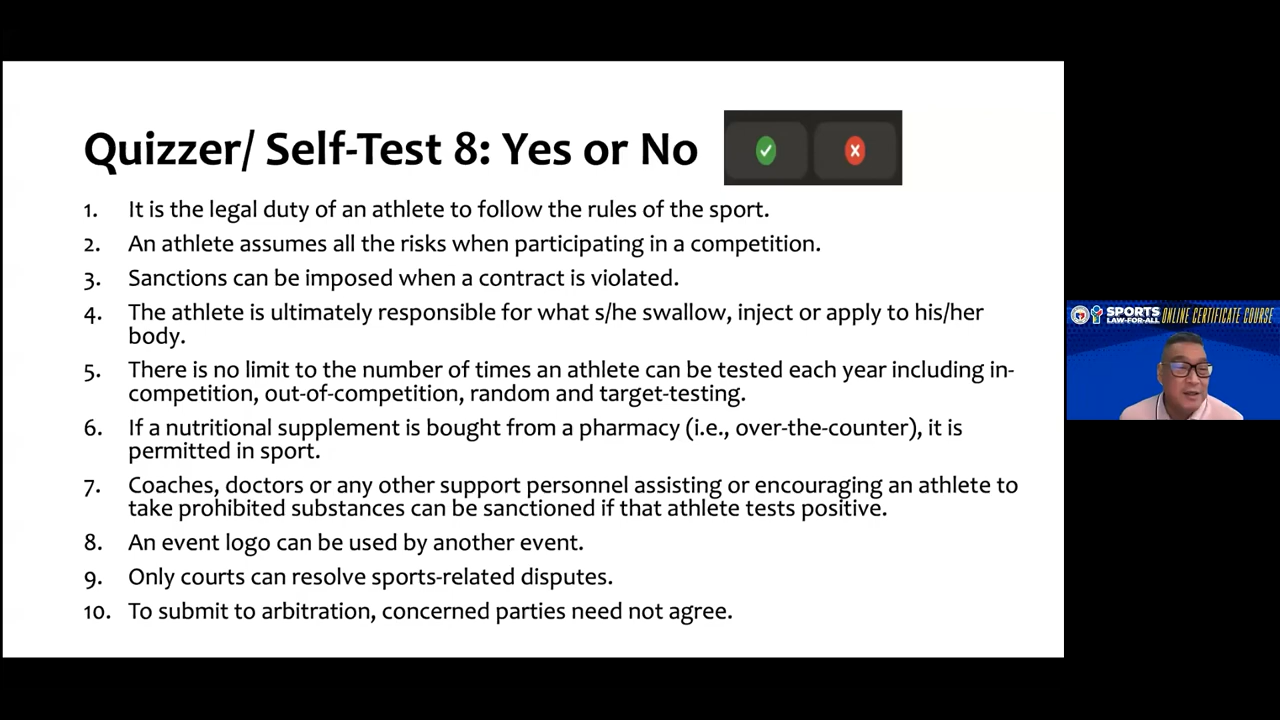 Quizzer/ Self-Test 8: Yes or No
1. It is the legal duty of an athlete to follow the rules of the sport.
2. An athlete assumes all the risks when participating in a competition.
3. Sanctions can be imposed when a contract is violated.
4. The athlete is ultimately responsible for what s/he swallow, inject or apply to his/her
body.
5. There is no limit to the number of times an athlete can be tested each year including in-
competition, out-of-competition, random and target-testing.
6. If a nutritional supplement is bought from a pharmacy (i.e., over-the-counter), it is
permitted in sport.
7. Coaches, doctors or any other support personnel assisting or encouraging an athlete to
take prohibited substances can be sanctioned if that athlete tests positive.
8. An event logo can be used by another event.
9. Only courts can resolve sports-related disputes.
10. To submit to arbitration, concerned parties need not agree.
SPORTS
LAW-FOR-ALL
ONLINE CERTIFICATE COURSE